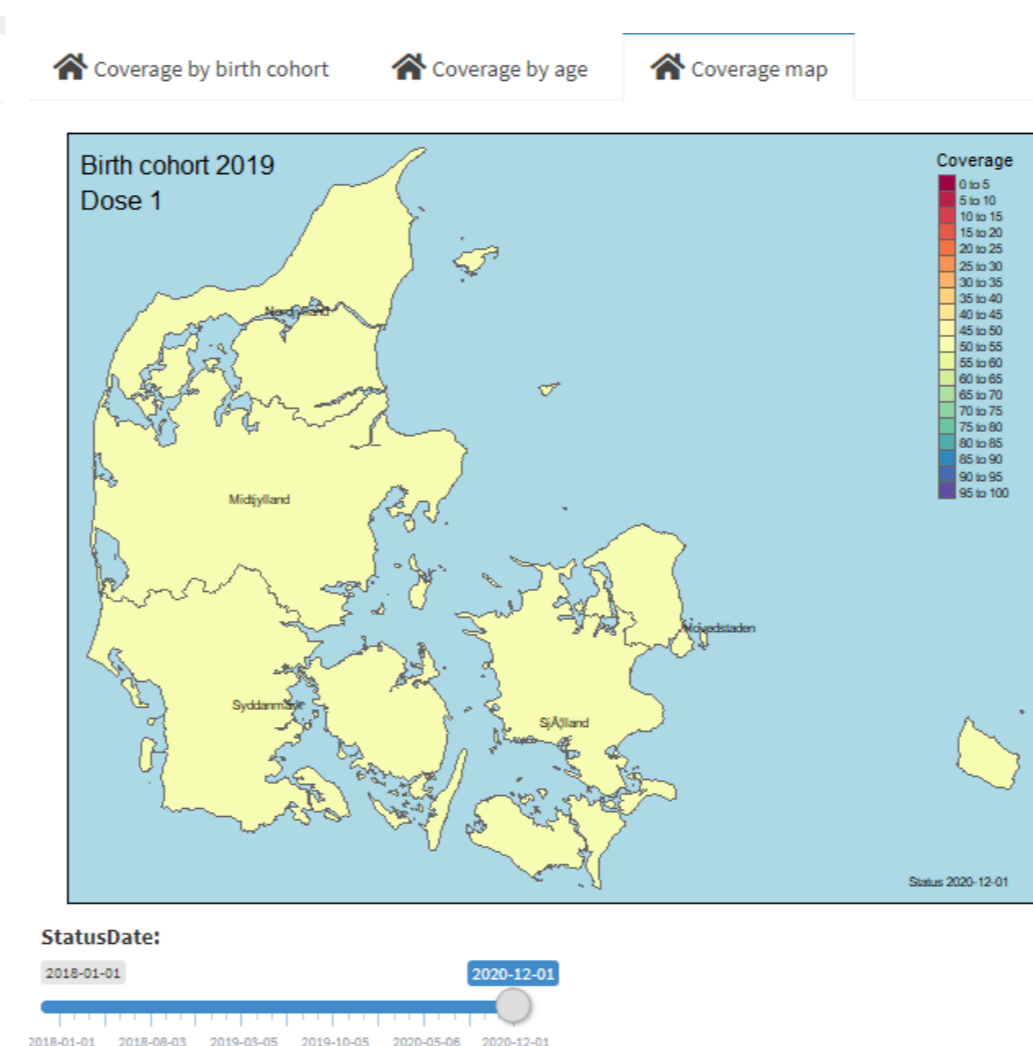 Coverage by birth cohort
Coverage by age
Coverage map
Birth cohort 2019
Dose 1
Coverage
0 to 5
5 to 10
10 to 15
15 to 20
20 to 25
25 to 30
30 to 35
35 to 40
40 to 45
45 to 50
50 to 55
55 to 60
60 to 65
65 to 70
70 to 75
75 to 80
80 to 85
85 to 90
90 to 95
95 to 100
Nordjylland
Midtjylland
Hovedstaden
Syddanmark
SjÃ¦lland
Status 2020-12-01
StatusDate:
2018-01-01
2020-12-01
2018-01-01 2018-08-03 2019-03-05 2019-10-05 2020-05-06 2020-12-01